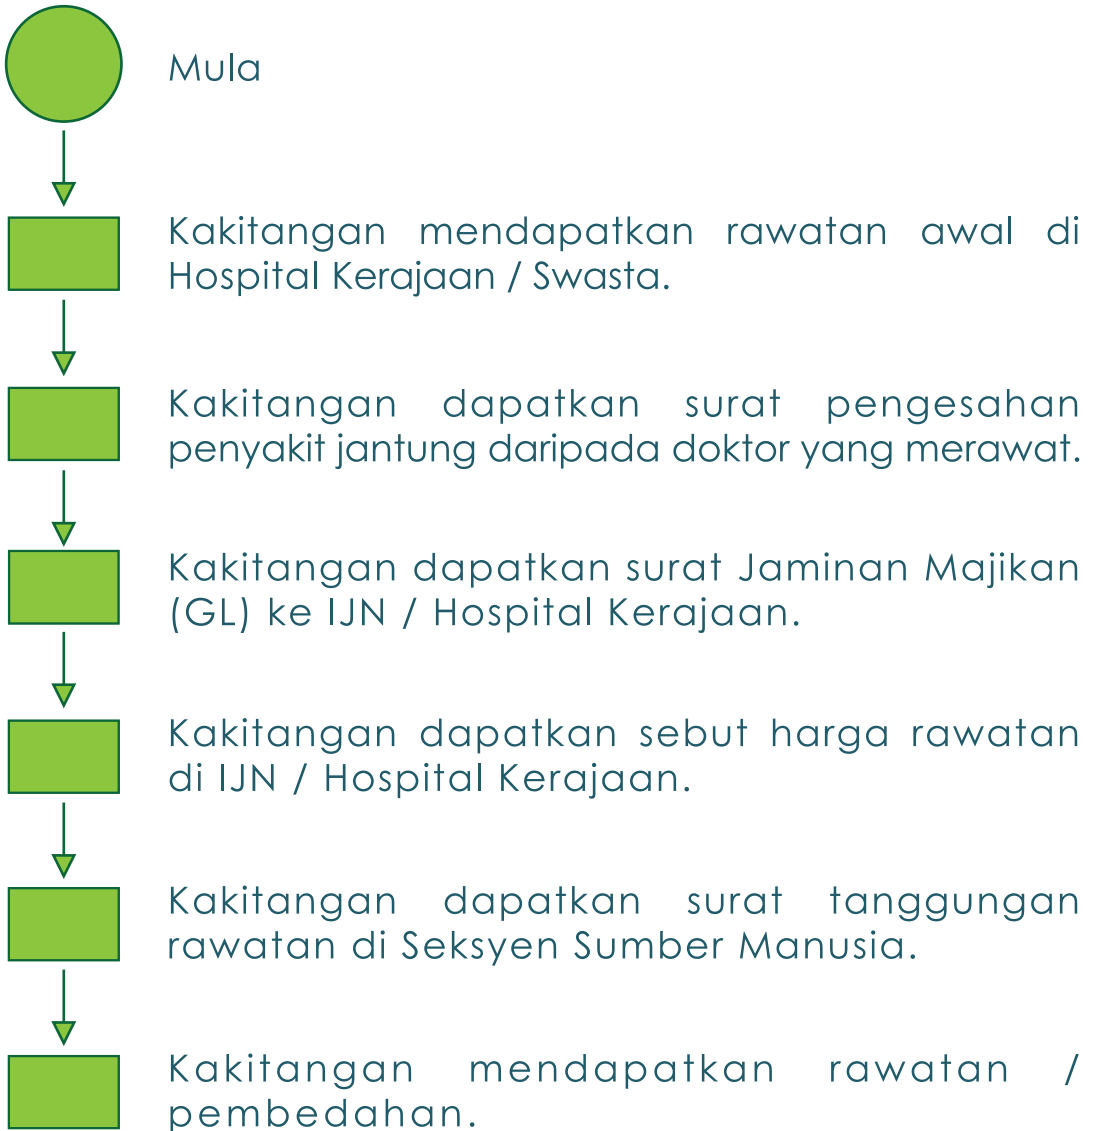 Mula
Kakitangan mendapatkan rawatan awal di
Hospital Kerajaan / Swasta.
Kakitangan dapatkan surat pengesahan
penyakit jantung daripada doktor yang merawat.
Kakitangan dapatkan surat Jaminan Majikan
(GL) ke IJN / Hospital Kerajaan.
Kakitangan dapatkan sebut harga rawatan
di IJN / Hospital Kerajaan.
Kakitangan dapatkan surat tanggungan
rawatan di Seksyen Sumber Manusia.
Kakitangan mendapatkan rawatan /
pembedahan.